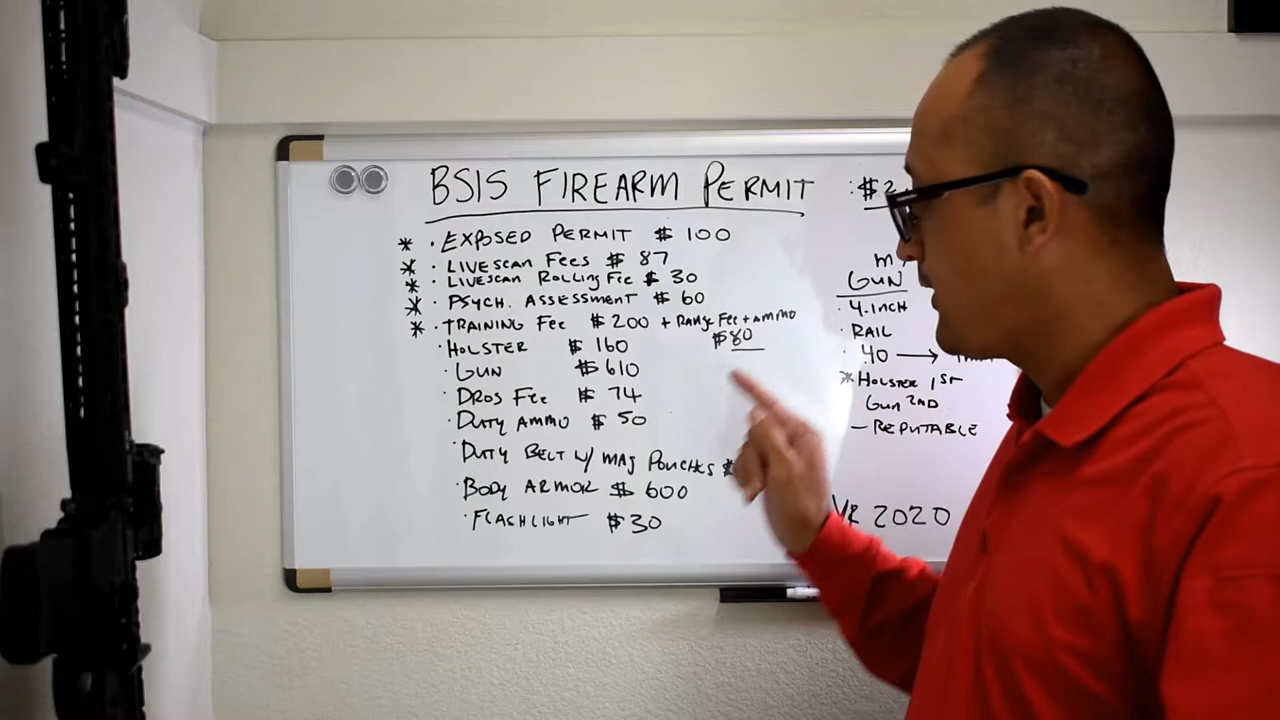 BSIS FIREARM PERMIT
* · EXPOSED PERMIT $ 100
* · LIVESCAN FEES $ 87
* · LIVESCAN ROLLING FEE $ 30
* · PSYCH. ASSESSMENT $ 60
* · TRAINING FEE $ 200 + RANGE FEE + AMMO
$80
· HOLSTER $ 160
· GUN $ 610
· DROS FEE $ 74
· DUTY AMMO $ 50
· DUTY BELT W/ MAG POUCHES
· BODY ARMOR $ 600
· FLASHLIGHT $ 30
: $2
GUN
· 4-INCH
· RAIL
· 40 →
* HOLSTER 1ST
GUN 2ND
— REPUTABLE
YR 2020